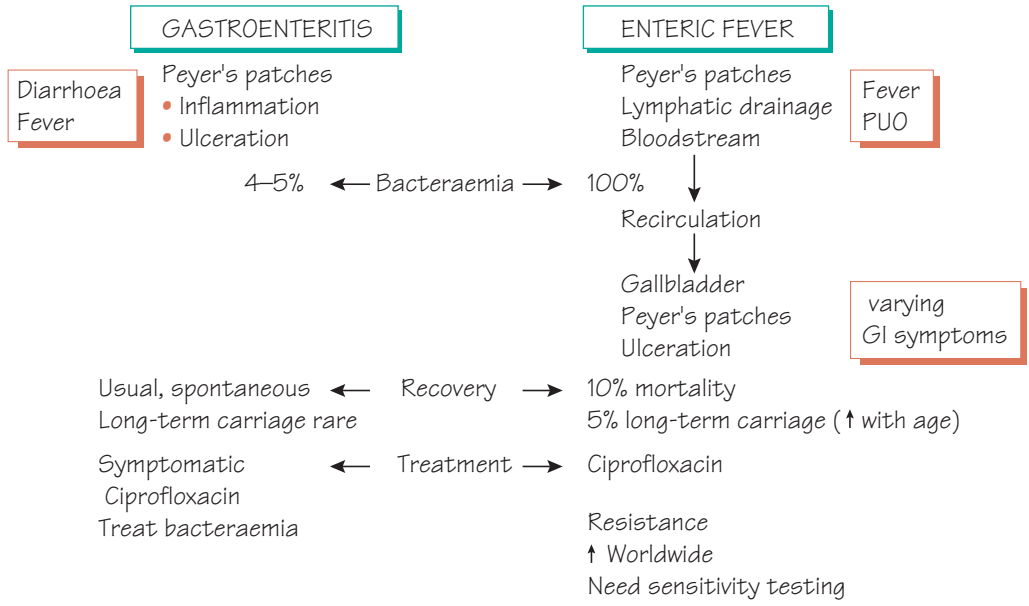 GASTROENTERITIS
ENTERIC FEVER
Diarrhoea
Fever
Peyer's patches
• Inflammation
• Ulceration
Peyer's patches
Lymphatic drainage
Bloodstream
Fever
PUO
4–5% ← Bacteraemia → 100%
Recirculation
Gallbladder
Peyer's patches
Ulceration
varying
GI symptoms
Usual, spontaneous ← Recovery → 10% mortality
Long-term carriage rare
5% long-term carriage (↑ with age)
Symptomatic ← Treatment → Ciprofloxacin
Ciprofloxacin
Treat bacteraemia
Resistance
↑ Worldwide
Need sensitivity testing